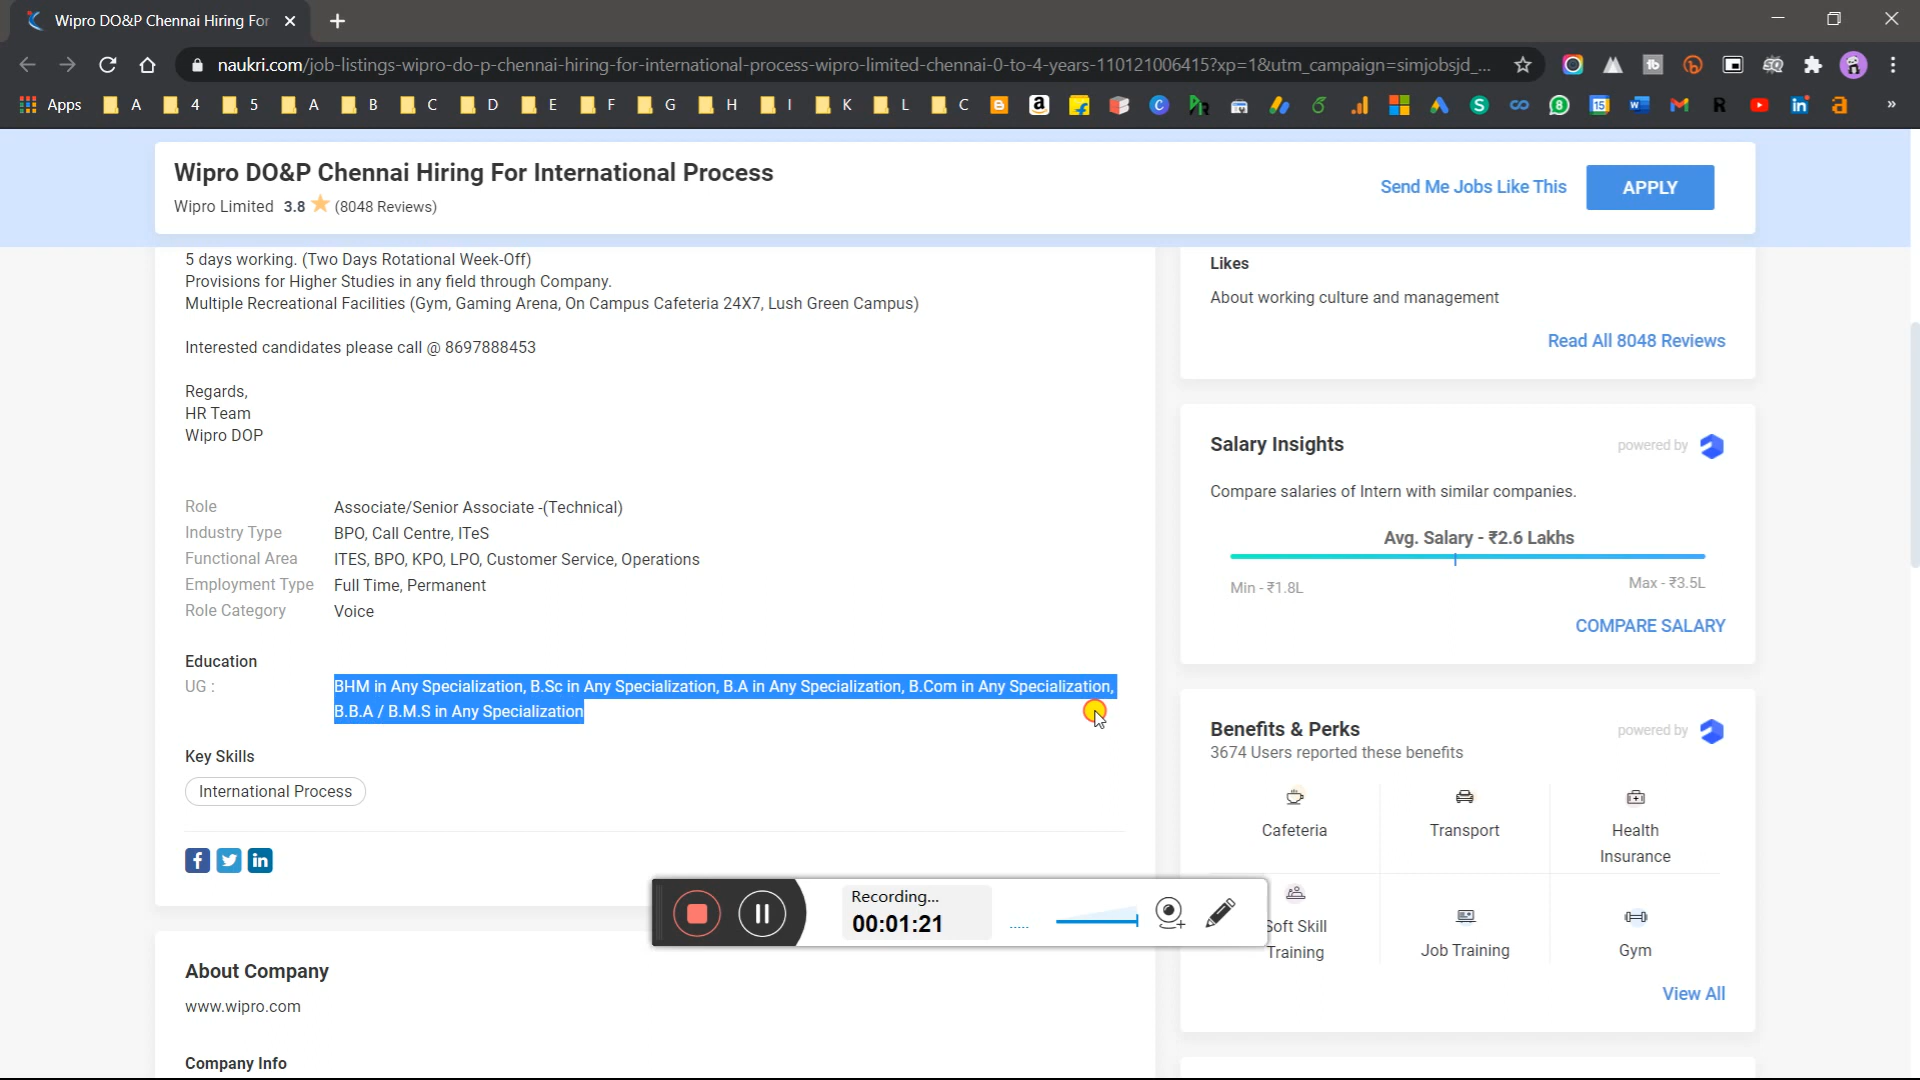 Wipro DO&P Chennai Hiring For
naukri.com/job-listings-wipro-do-p-chennai-hiring-for-international-process-wipro-limited-chennai-0-to-4-years-110121006415?xp=1&utm_campaign=simjobsjd_...
Apps A 4 5 A B C D E F G H I K L C »
Wipro DO&P Chennai Hiring For International Process
Wipro Limited 3.8 (8048 Reviews)
Send Me Jobs Like This
APPLY
5 days working. (Two Days Rotational Week-Off)
Provisions for Higher Studies in any field through Company.
Multiple Recreational Facilities (Gym, Gaming Arena, On Campus Cafeteria 24X7, Lush Green Campus)
Interested candidates please call @ 8697888453
Regards,
HR Team
Wipro DOP
Role Associate/Senior Associate -(Technical)
Industry Type BPO, Call Centre, ITeS
Functional Area ITES, BPO, KPO, LPO, Customer Service, Operations
Employment Type Full Time, Permanent
Role Category Voice
Education
UG : BHM in Any Specialization, B.Sc in Any Specialization, B.A in Any Specialization, B.Com in Any Specialization,
B.B.A / B.M.S in Any Specialization
Key Skills
International Process
About Company
www.wipro.com
Company Info
Likes
About working culture and management
Read All 8048 Reviews
Salary Insights
powered by
Compare salaries of Intern with similar companies.
Avg. Salary - ₹2.6 Lakhs
Min - ₹1.8L
Max - ₹3.5L
COMPARE SALARY
Benefits & Perks
powered by
3674 Users reported these benefits
Cafeteria
Transport
Health
Insurance
Soft Skill
Training
Job Training
Gym
View All
Recording...
00:01:21